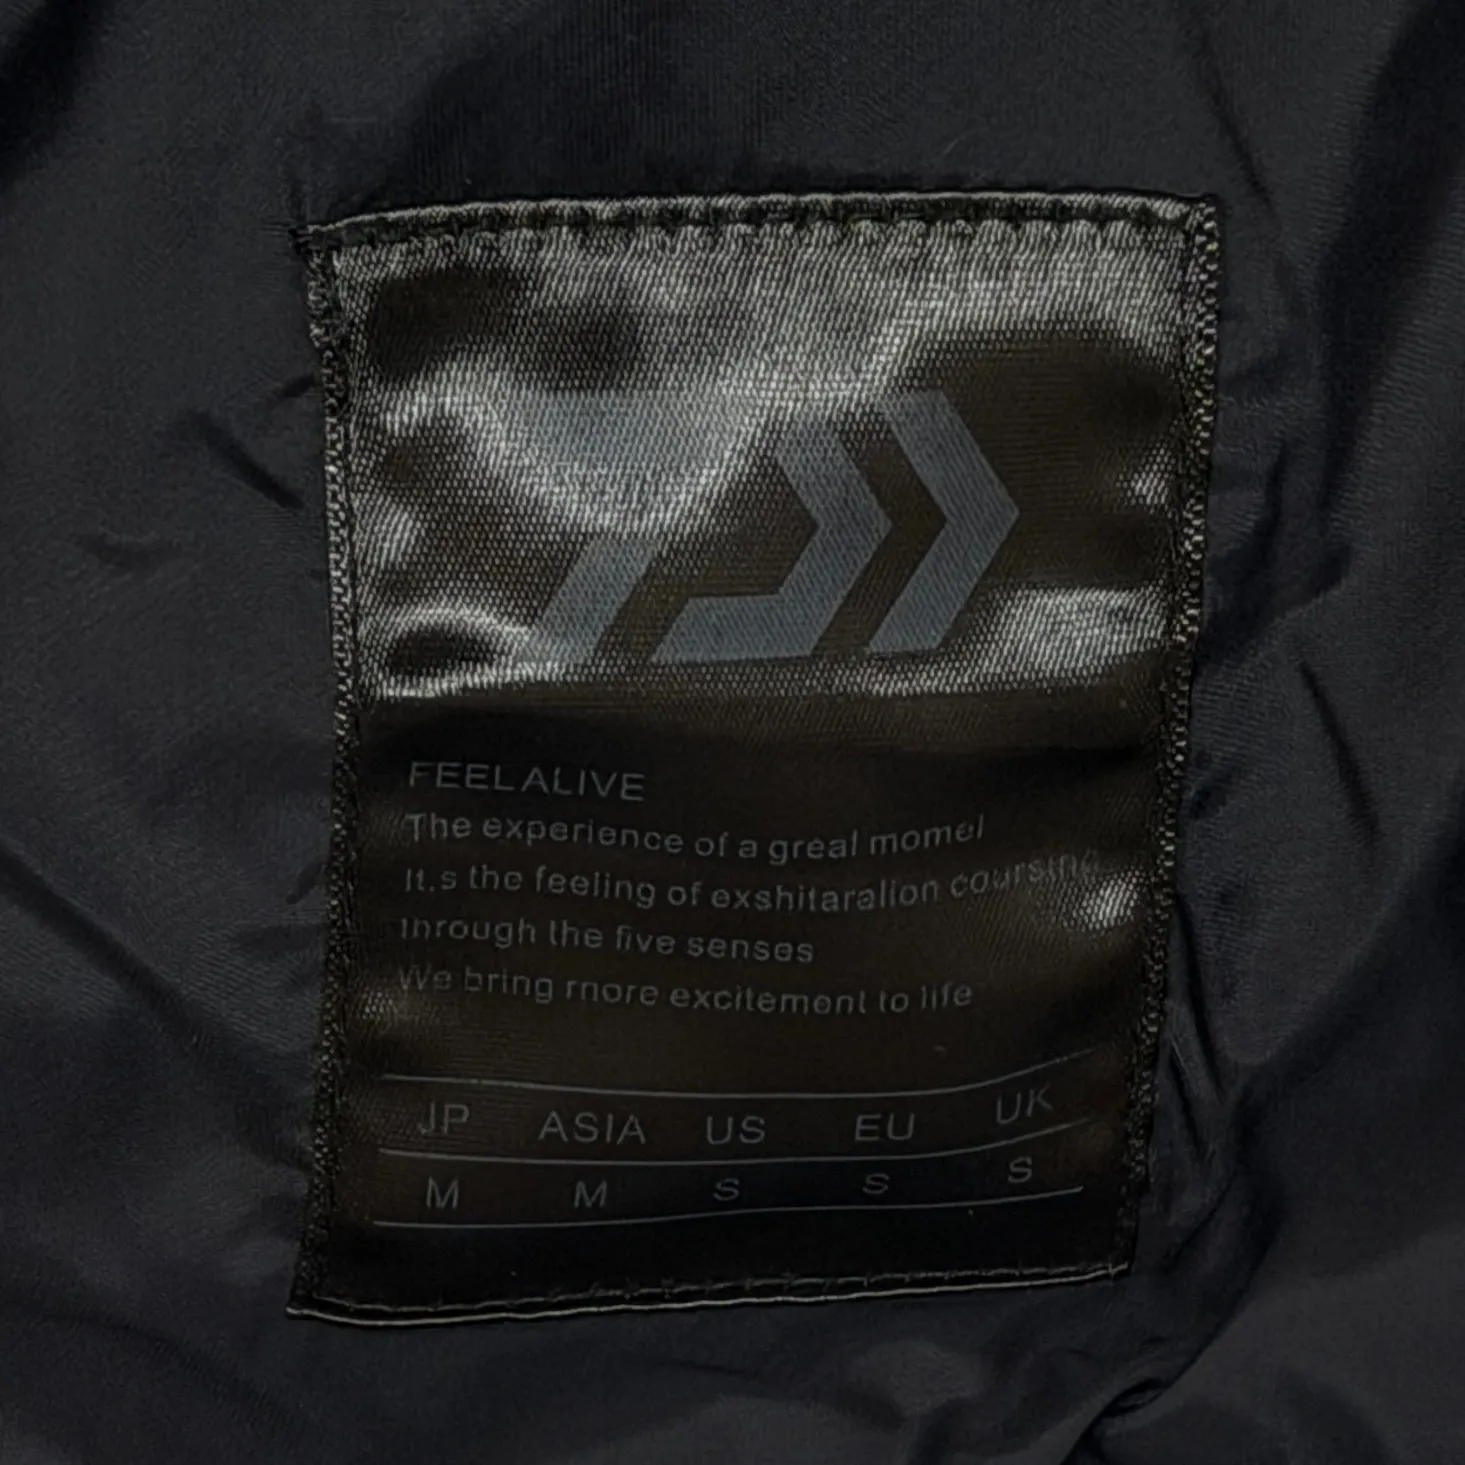 FEEL ALIVE
The experience of a greal momel
It.s the feeling of exshitaralion coursing
through the five senses
We bring rnore excitement to life
JP ASIA US EU UK
M M S S S